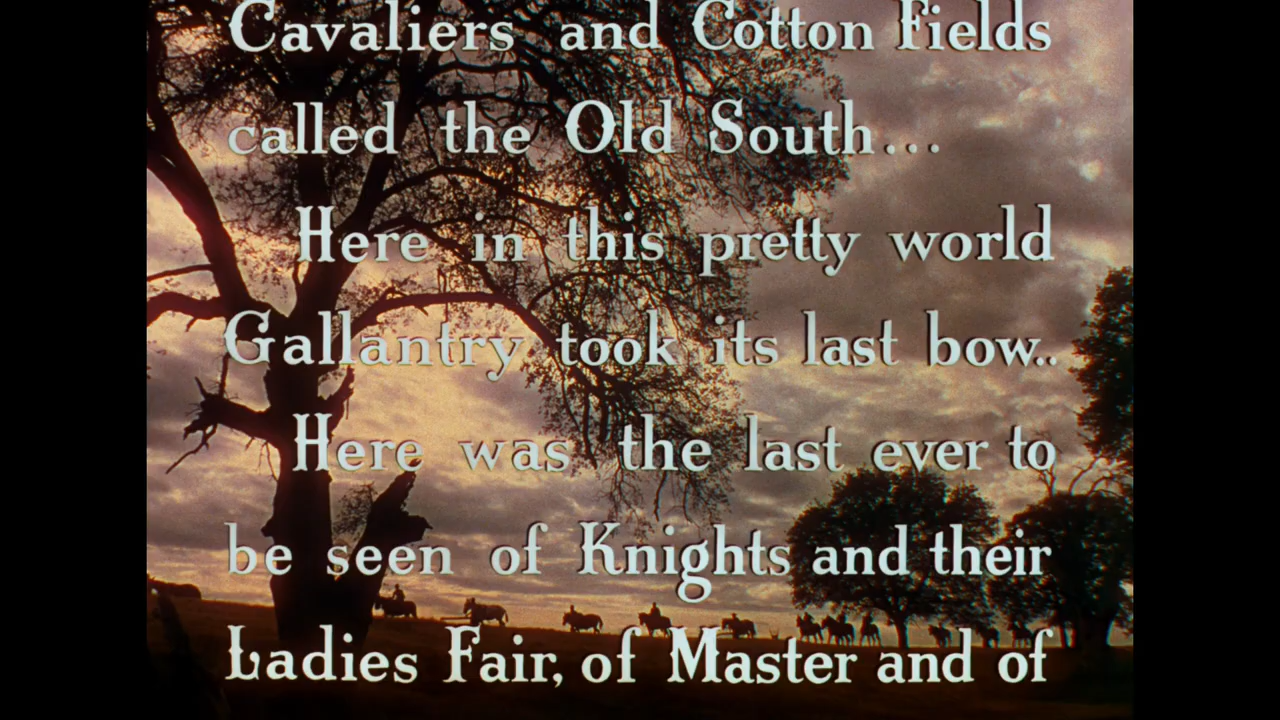 Cavaliers and Cotton Fields
called the Old South...
Here in this pretty world
Gallantry took its last bow..
Here was the last ever to
be seen of Knights and their
Ladies Fair, of Master and of